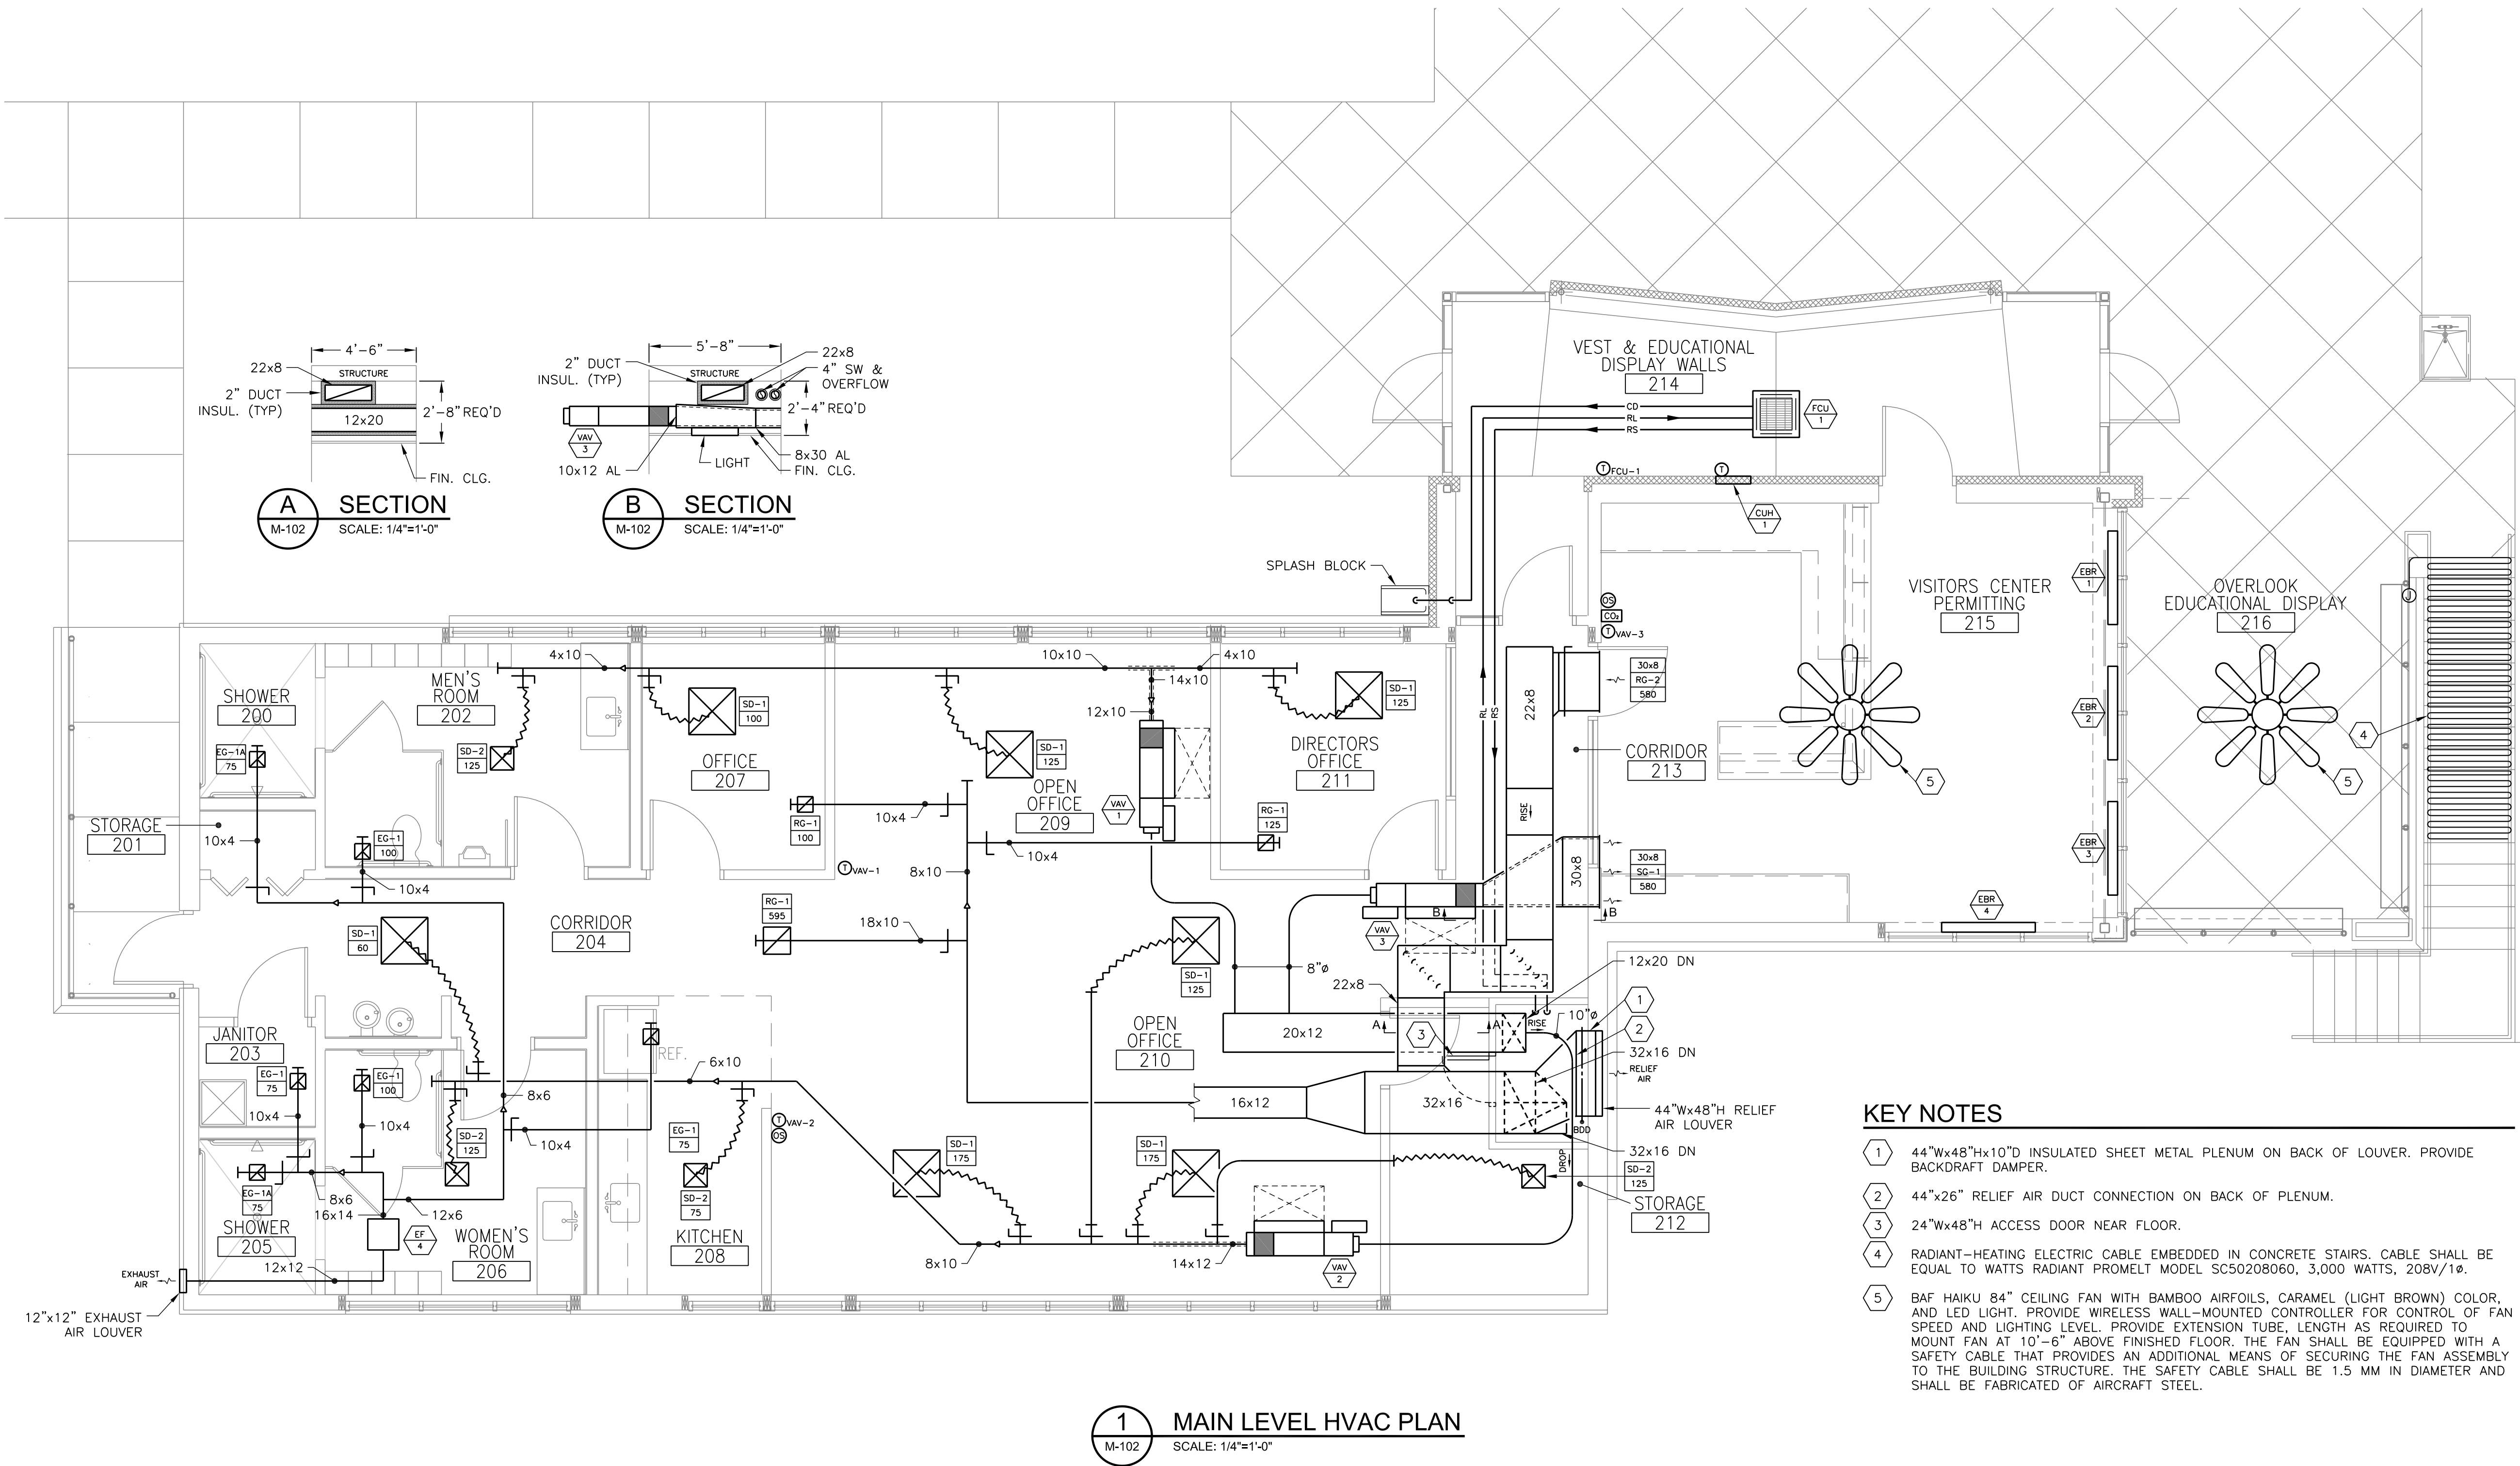 4'-6"
22x8
STRUCTURE
2" DUCT
INSUL. (TYP)
12x20
2'-8" REQ'D
FIN. CLG.
A
M-102
SECTION
SCALE: 1/4"=1'-0"
5'-8"
2" DUCT
INSUL. (TYP)
STRUCTURE
22x8
4" SW &
OVERFLOW
2'-4" REQ'D
VAV
3
10x12 AL
LIGHT
8x30 AL
FIN. CLG.
B
M-102
SECTION
SCALE: 1/4"=1'-0"
VEST & EDUCATIONAL
DISPLAY WALLS
214
CD
RL
RS
FCU
1
T FCU-1
T
CUH
1
SPLASH BLOCK
OS
CO₂
T VAV-3
VISITORS CENTER
PERMITTING
215
EBR
1
EBR
2
EBR
3
EBR
4
OVERLOOK
EDUCATIONAL DISPLAY
216
J
4
5
5
4x10
10x10
4x10
14x10
12x10
SHOWER
200
EG-1A
75
MEN'S
ROOM
202
SD-2
125
SD-1
100
OFFICE
207
SD-1
125
OPEN
OFFICE
209
VAV
1
DIRECTORS
OFFICE
211
SD-1
125
RL
RS
22x8
30x8
RG-2
580
CORRIDOR
213
RISE
STORAGE
201
10x4
EG-1
100
10x4
RG-1
100
10x4
RG-1
125
10x4
T VAV-1
8x10
30x8
30x8
SG-1
580
B
B
VAV
3
RG-1
595
18x10
CORRIDOR
204
SD-1
60
SD-1
125
8"ø
22x8
12x20 DN
1
2
10"ø
RISE
A
A
3
20x12
OPEN
OFFICE
210
32x16 DN
RELIEF
AIR
JANITOR
203
EG-1
75
EG-1
100
10x4
10x4
REF.
6x10
8x6
10x4
SD-2
125
EG-1
75
T VAV-2
OS
16x12
32x16
44"Wx48"H RELIEF
AIR LOUVER
BDD
32x16 DN
DROP
SD-2
125
STORAGE
212
SD-1
175
SD-1
175
EG-1A
75
8x6
16x14
12x6
SHOWER
205
EF
4
WOMEN'S
ROOM
206
SD-2
75
KITCHEN
208
8x10
14x12
VAV
2
EXHAUST
AIR
12x12
12"x12" EXHAUST
AIR LOUVER
KEY NOTES
1 44"Wx48"Hx10"D INSULATED SHEET METAL PLENUM ON BACK OF LOUVER. PROVIDE
BACKDRAFT DAMPER.
2 44"x26" RELIEF AIR DUCT CONNECTION ON BACK OF PLENUM.
3 24"Wx48"H ACCESS DOOR NEAR FLOOR.
4 RADIANT-HEATING ELECTRIC CABLE EMBEDDED IN CONCRETE STAIRS. CABLE SHALL BE
EQUAL TO WATTS RADIANT PROMELT MODEL SC50208060, 3,000 WATTS, 208V/1ø.
5 BAF HAIKU 84" CEILING FAN WITH BAMBOO AIRFOILS, CARAMEL (LIGHT BROWN) COLOR,
AND LED LIGHT. PROVIDE WIRELESS WALL-MOUNTED CONTROLLER FOR CONTROL OF FAN
SPEED AND LIGHTING LEVEL. PROVIDE EXTENSION TUBE, LENGTH AS REQUIRED TO
MOUNT FAN AT 10'-6" ABOVE FINISHED FLOOR. THE FAN SHALL BE EQUIPPED WITH A
SAFETY CABLE THAT PROVIDES AN ADDITIONAL MEANS OF SECURING THE FAN ASSEMBLY
TO THE BUILDING STRUCTURE. THE SAFETY CABLE SHALL BE 1.5 MM IN DIAMETER AND
SHALL BE FABRICATED OF AIRCRAFT STEEL.
1
M-102
MAIN LEVEL HVAC PLAN
SCALE: 1/4"=1'-0"